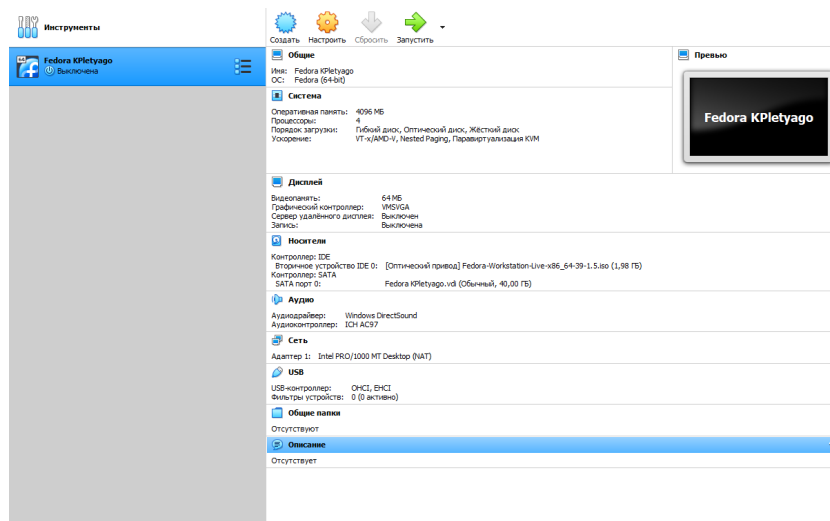 Инструменты
Создать Настроить Сбросить Запустить
64
Fedora KPletyago
Выключена
Общие
Имя: Fedora KPletyago
ОС: Fedora (64-bit)
Превью
Fedora KPletyago
Система
Оперативная память: 4096 МБ
Процессоры: 4
Порядок загрузки: Гибкий диск, Оптический диск, Жёсткий диск
Ускорение: VT-x/AMD-V, Nested Paging, Паравиртуализация KVM
Дисплей
Видеопамять: 64 МБ
Графический контроллер: VMSVGA
Сервер удалённого дисплея: Выключен
Запись: Выключена
Носители
Контроллер: IDE
Вторичное устройство IDE 0: [Оптический привод] Fedora-Workstation-Live-x86_64-39-1.5.iso (1,98 ГБ)
Контроллер: SATA
SATA порт 0: Fedora KPletyago.vdi (Обычный, 40,00 ГБ)
Аудио
Аудиодрайвер: Windows DirectSound
Аудиоконтроллер: ICH AC97
Сеть
Адаптер 1: Intel PRO/1000 MT Desktop (NAT)
USB
USB-контроллер: OHCI, EHCI
Фильтры устройств: 0 (0 активно)
Общие папки
Отсутствуют
Описание
Отсутствует